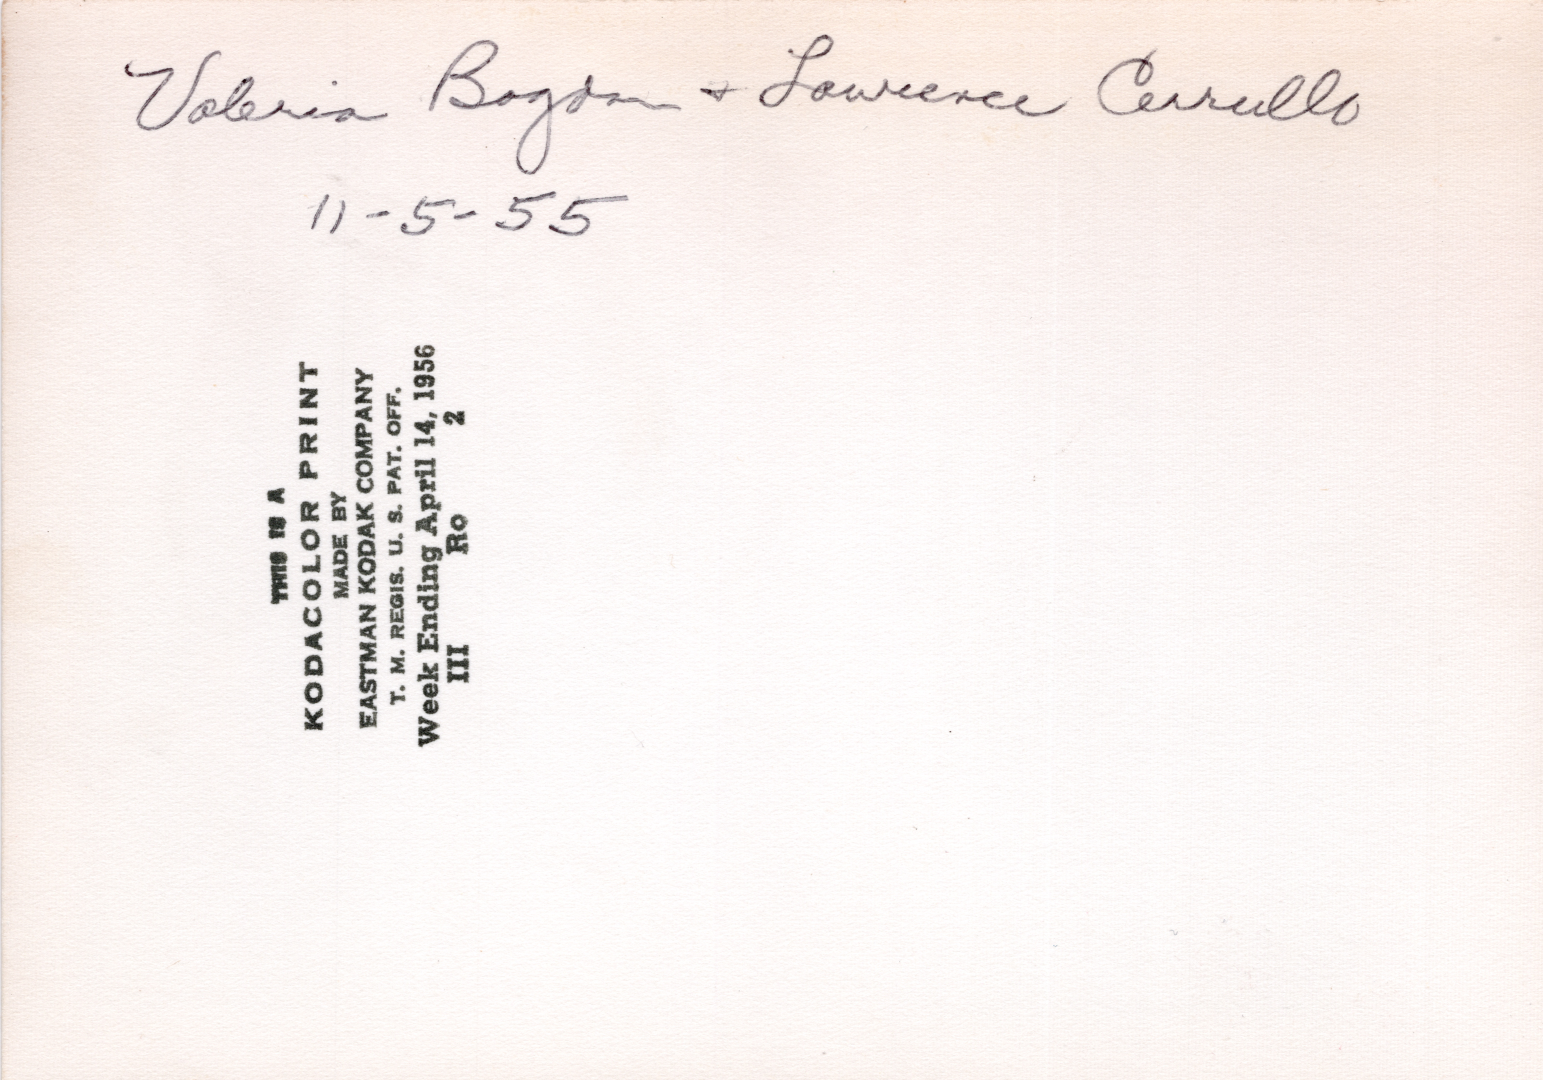 Valeria Bogdan + Lawrence Cerrullo
11-5-55
THIS IS A
KODACOLOR PRINT
MADE BY
EASTMAN KODAK COMPANY
T. M. REGIS. U. S. PAT. OFF.
Week Ending April 14, 1956
III Ro 2